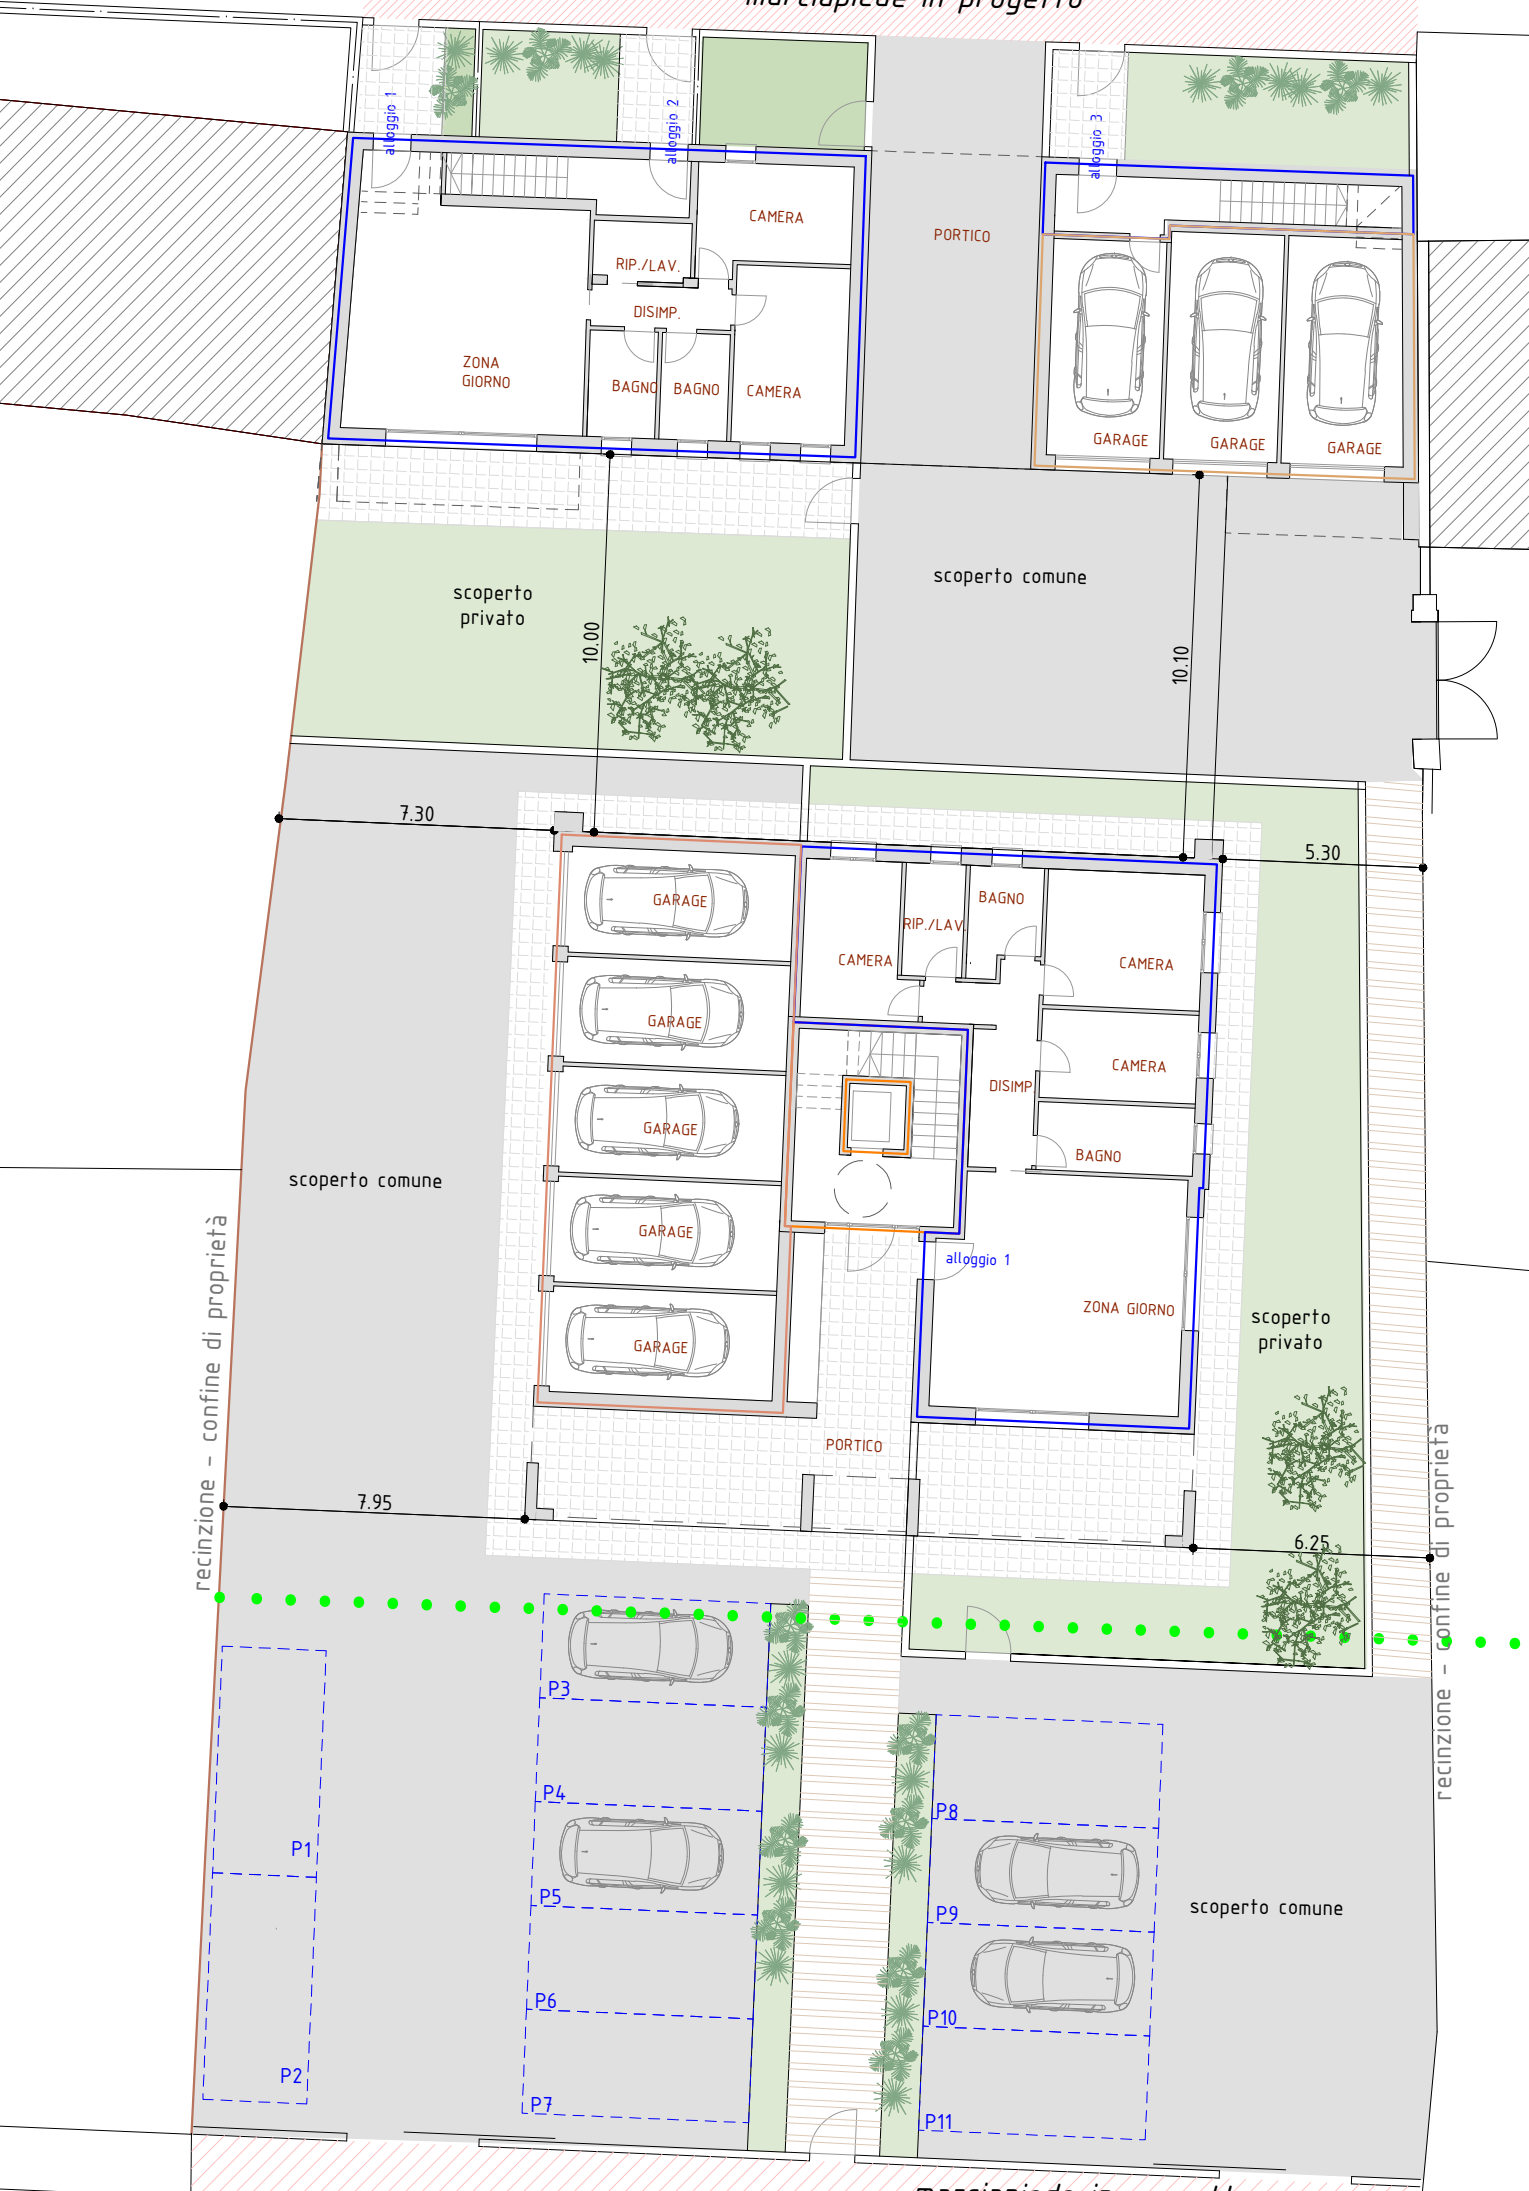 marciapiede in progetto
alloggio 1
alloggio 2
alloggio 3
CAMERA
PORTICO
RIP./LAV.
DISIMP.
ZONA
GIORNO
BAGNO
BAGNO
CAMERA
GARAGE
GARAGE
GARAGE
scoperto
privato
scoperto comune
10.00
10.10
7.30
5.30
GARAGE
BAGNO
RIP./LAV.
CAMERA
CAMERA
GARAGE
CAMERA
DISIMP.
GARAGE
BAGNO
scoperto comune
GARAGE
alloggio 1
ZONA GIORNO
scoperto
privato
GARAGE
recinzione - confine di proprietà
PORTICO
recinzione - confine di proprietà
7.95
6.25
P3
P4
P8
P1
P5
P9
scoperto comune
P6
P10
P2
P7
P11